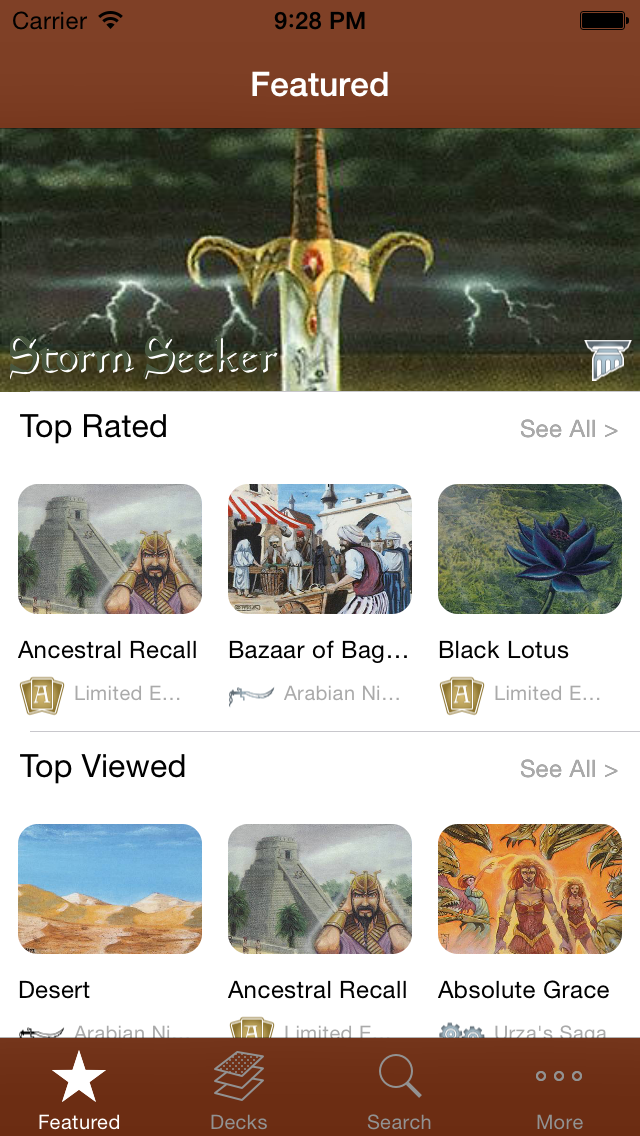 Carrier 9:28 PM
Featured
Storm Seeker
Top Rated See All >
Ancestral Recall Bazaar of Bag... Black Lotus
A Limited E... Arabian Ni... A Limited E...
Top Viewed See All >
Desert Ancestral Recall Absolute Grace
Arabian Ni A Limited E Urza's Saga
Featured Decks Search More